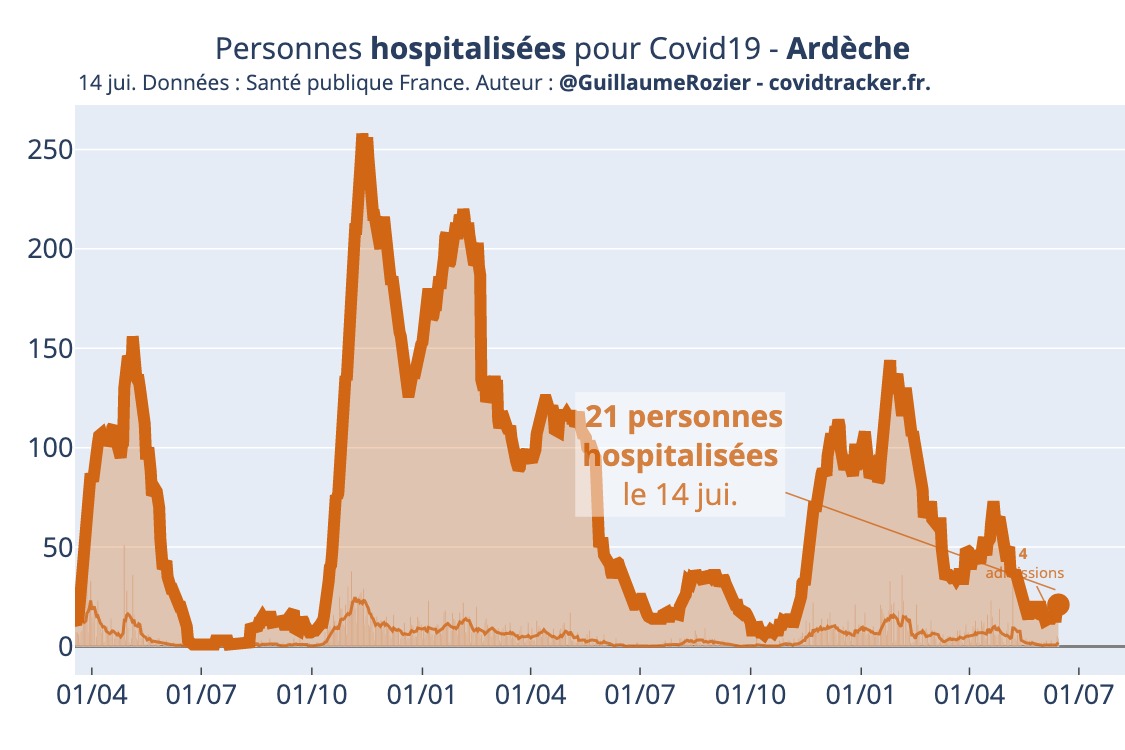 Personnes hospitalisées pour Covid19 - Ardèche
14 jui. Données : Santé publique France. Auteur : @GuillaumeRozier - covidtracker.fr.
250
200
150
100
50
0
21 personnes
hospitalisées
le 14 jui.
4
admissions
01/04 01/07 01/10 01/01 01/04 01/07 01/10 01/01 01/04 01/07